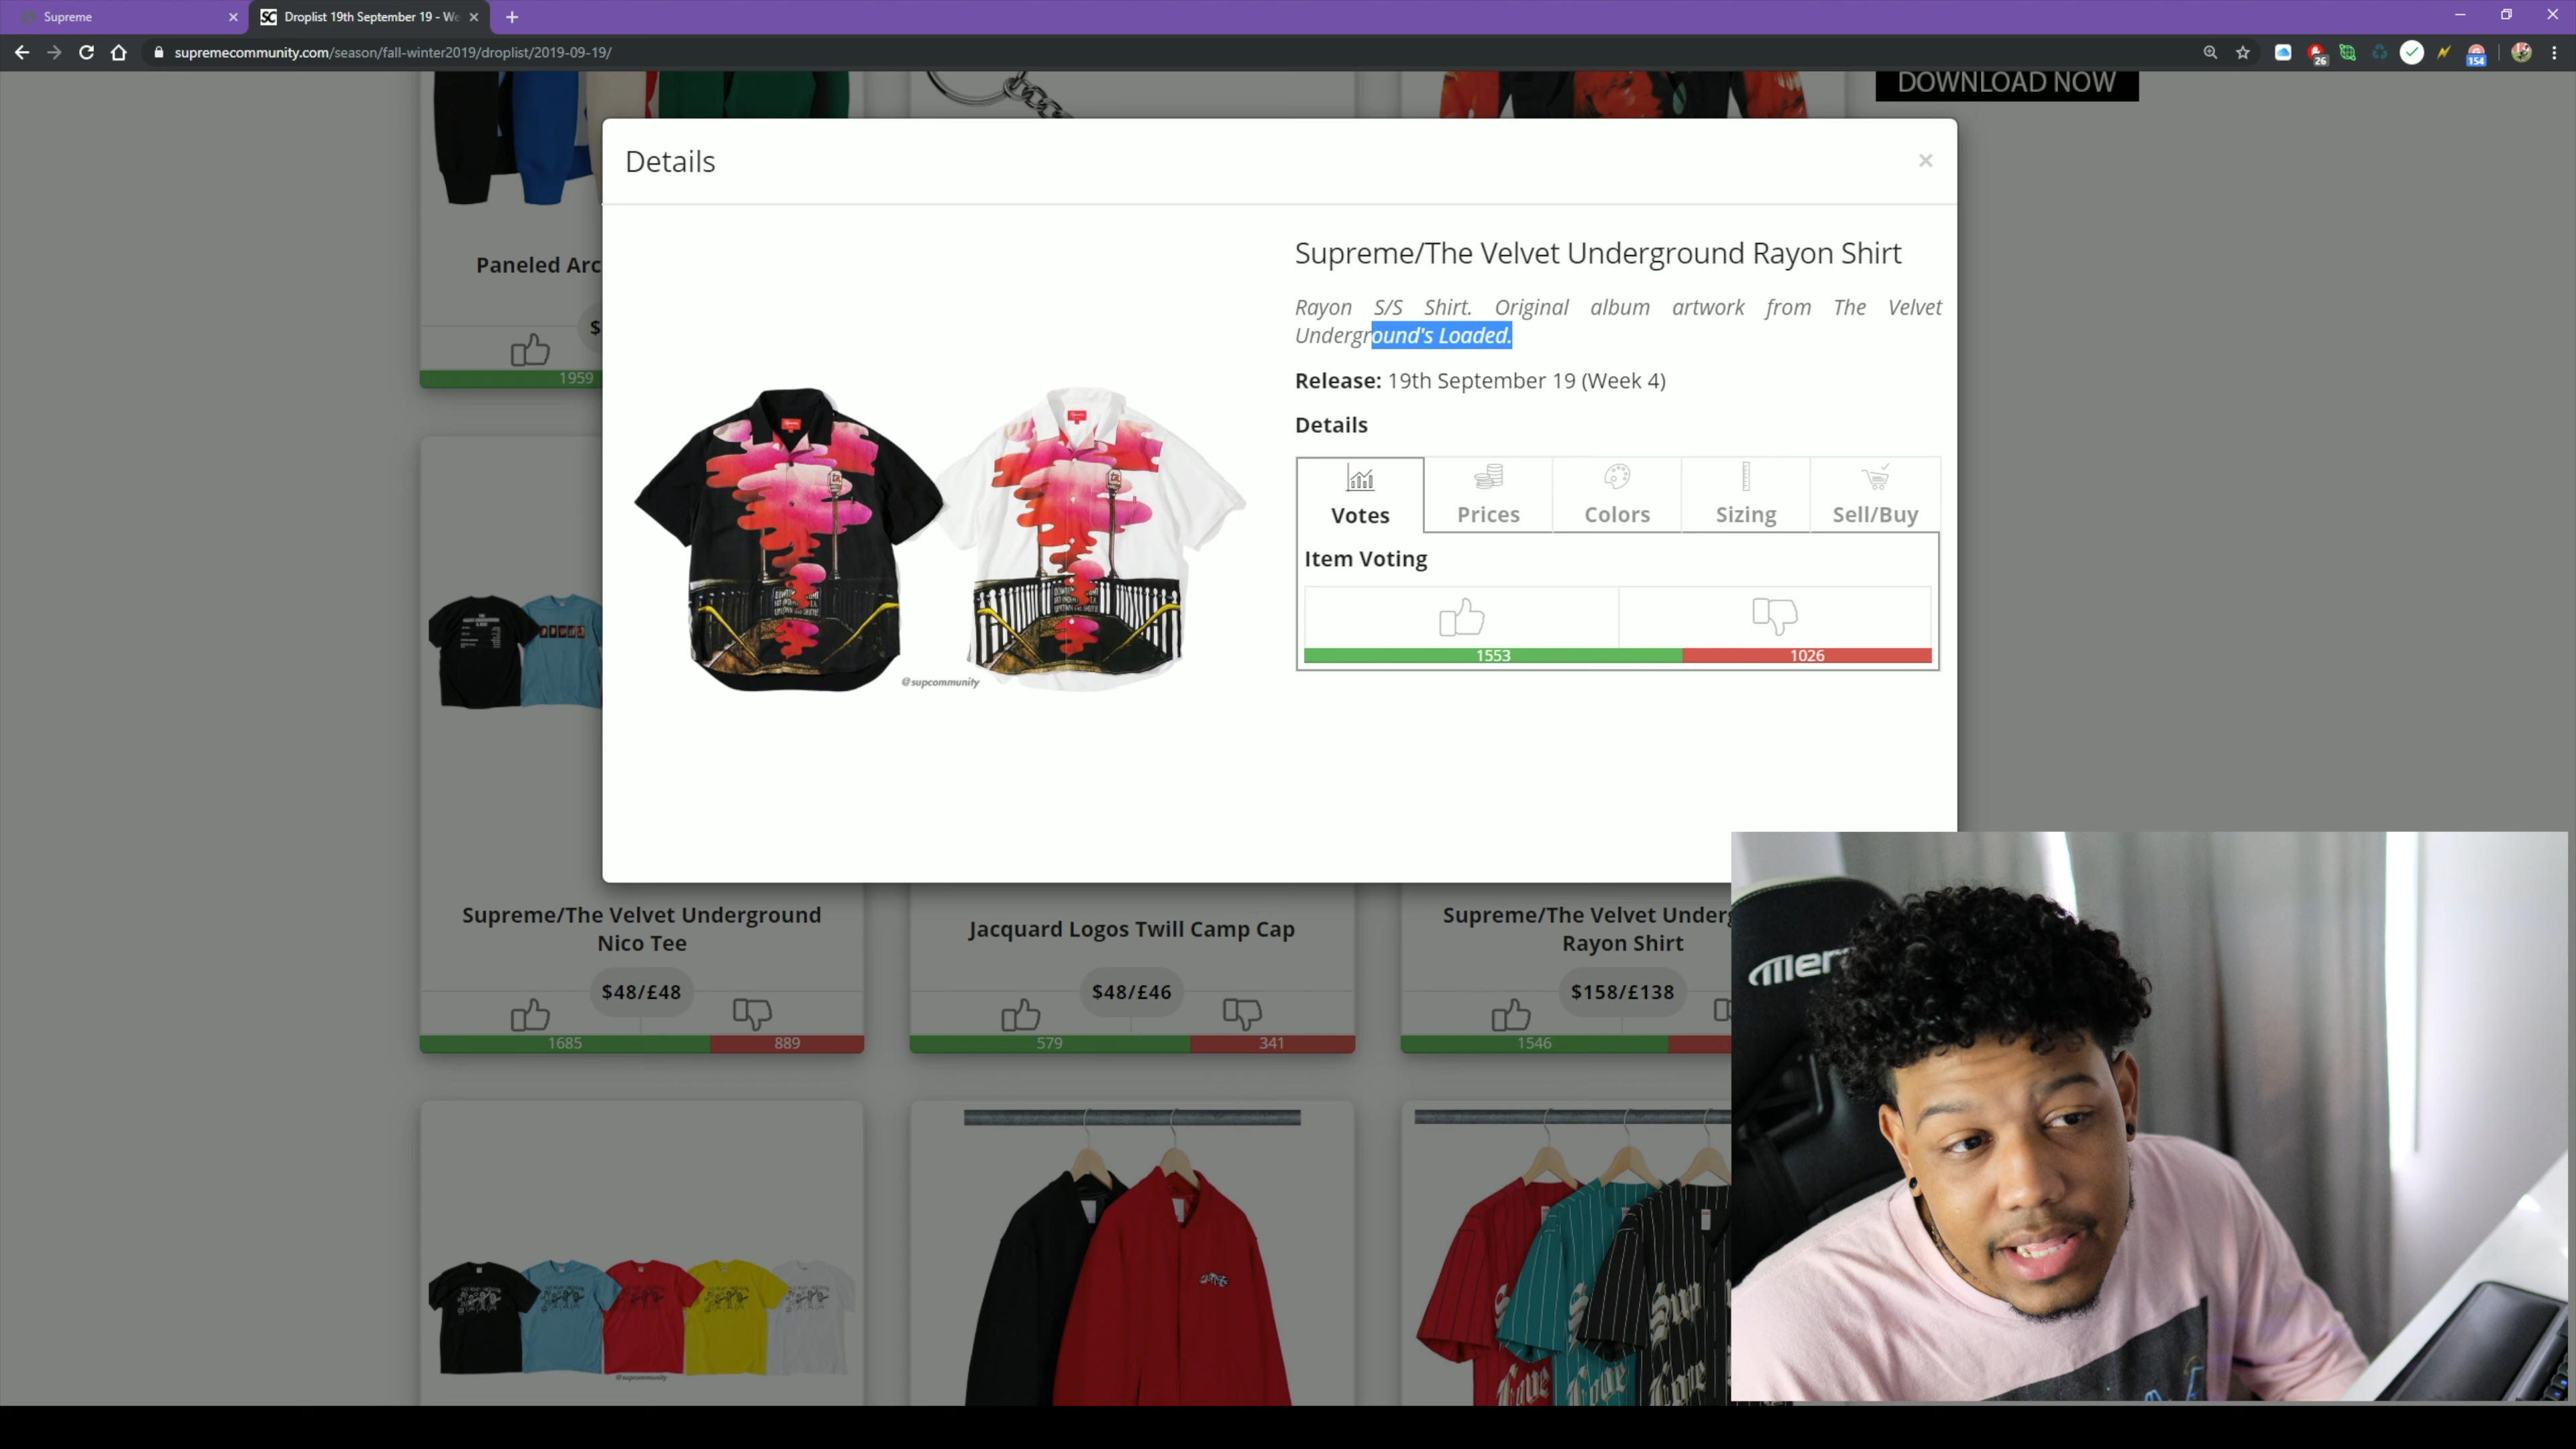 Supreme
SC Droplist 19th September 19 - We
supremecommunity.com/season/fall-winter2019/droplist/2019-09-19/
26
154
DOWNLOAD NOW
Details
Supreme/The Velvet Underground Rayon Shirt
Rayon S/S Shirt. Original album artwork from The Velvet
Underground's Loaded.
Release: 19th September 19 (Week 4)
Details
Votes Prices Colors Sizing Sell/Buy
Item Voting
1553 1026
@supcommunity
Paneled Arc
$
1959
Supreme/The Velvet Underground
Nico Tee
$48/£48
1685 889
Jacquard Logos Twill Camp Cap
$48/£46
579 341
Supreme/The Velvet Underg
Rayon Shirt
$158/£138
1546
@supcommunity